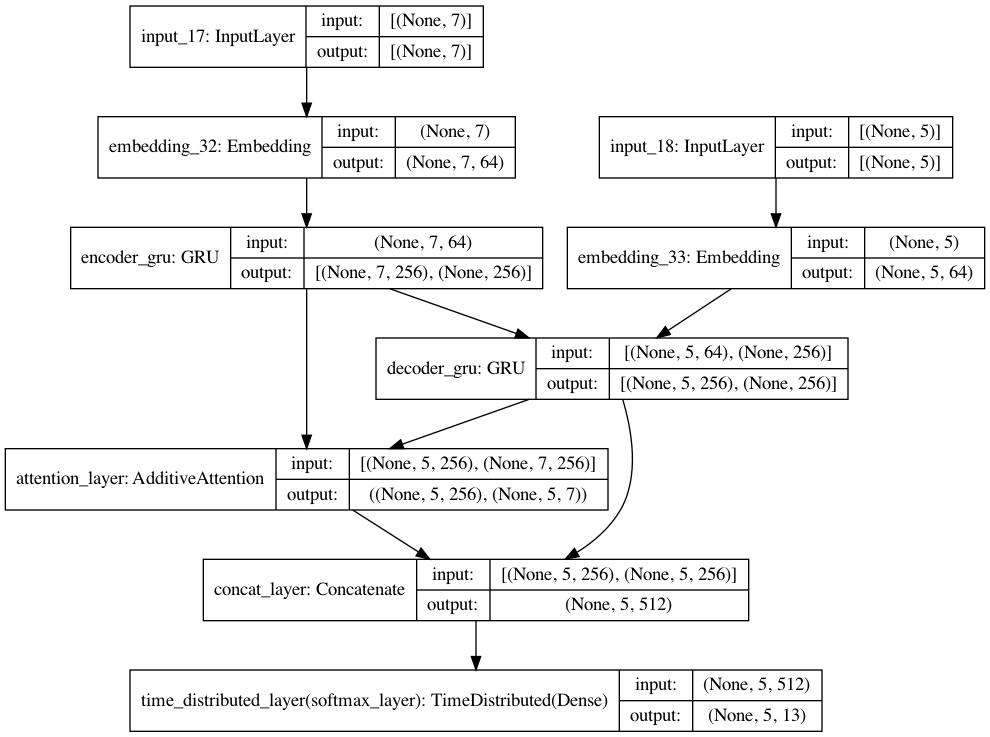 input_17: InputLayer
input:
[(None, 7)]
output:
[(None, 7)]
embedding_32: Embedding
input:
(None, 7)
output:
(None, 7, 64)
input_18: InputLayer
input:
[(None, 5)]
output:
[(None, 5)]
encoder_gru: GRU
input:
(None, 7, 64)
output:
[(None, 7, 256), (None, 256)]
embedding_33: Embedding
input:
(None, 5)
output:
(None, 5, 64)
decoder_gru: GRU
input:
[(None, 5, 64), (None, 256)]
output:
[(None, 5, 256), (None, 256)]
attention_layer: AdditiveAttention
input:
[(None, 5, 256), (None, 7, 256)]
output:
((None, 5, 256), (None, 5, 7))
concat_layer: Concatenate
input:
[(None, 5, 256), (None, 5, 256)]
output:
(None, 5, 512)
time_distributed_layer(softmax_layer): TimeDistributed(Dense)
input:
(None, 5, 512)
output:
(None, 5, 13)